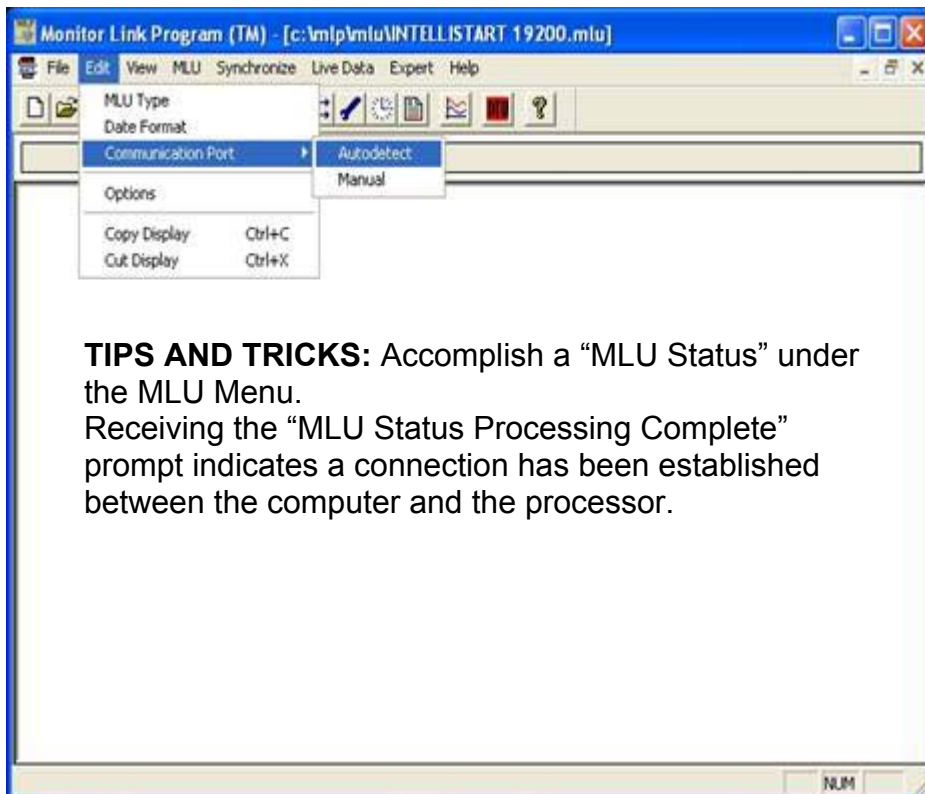 Monitor Link Program (TM) - [c:\mlp\mlu\INTELLISTART 19200.mlu]
File Edit View MLU Synchronize Live Data Expert Help
MLU Type
Date Format
Communication Port
Autodetect
Manual
Options
Copy Display Ctrl+C
Cut Display Ctrl+X
TIPS AND TRICKS: Accomplish a “MLU Status” under
the MLU Menu.
Receiving the “MLU Status Processing Complete”
prompt indicates a connection has been established
between the computer and the processor.
NUM